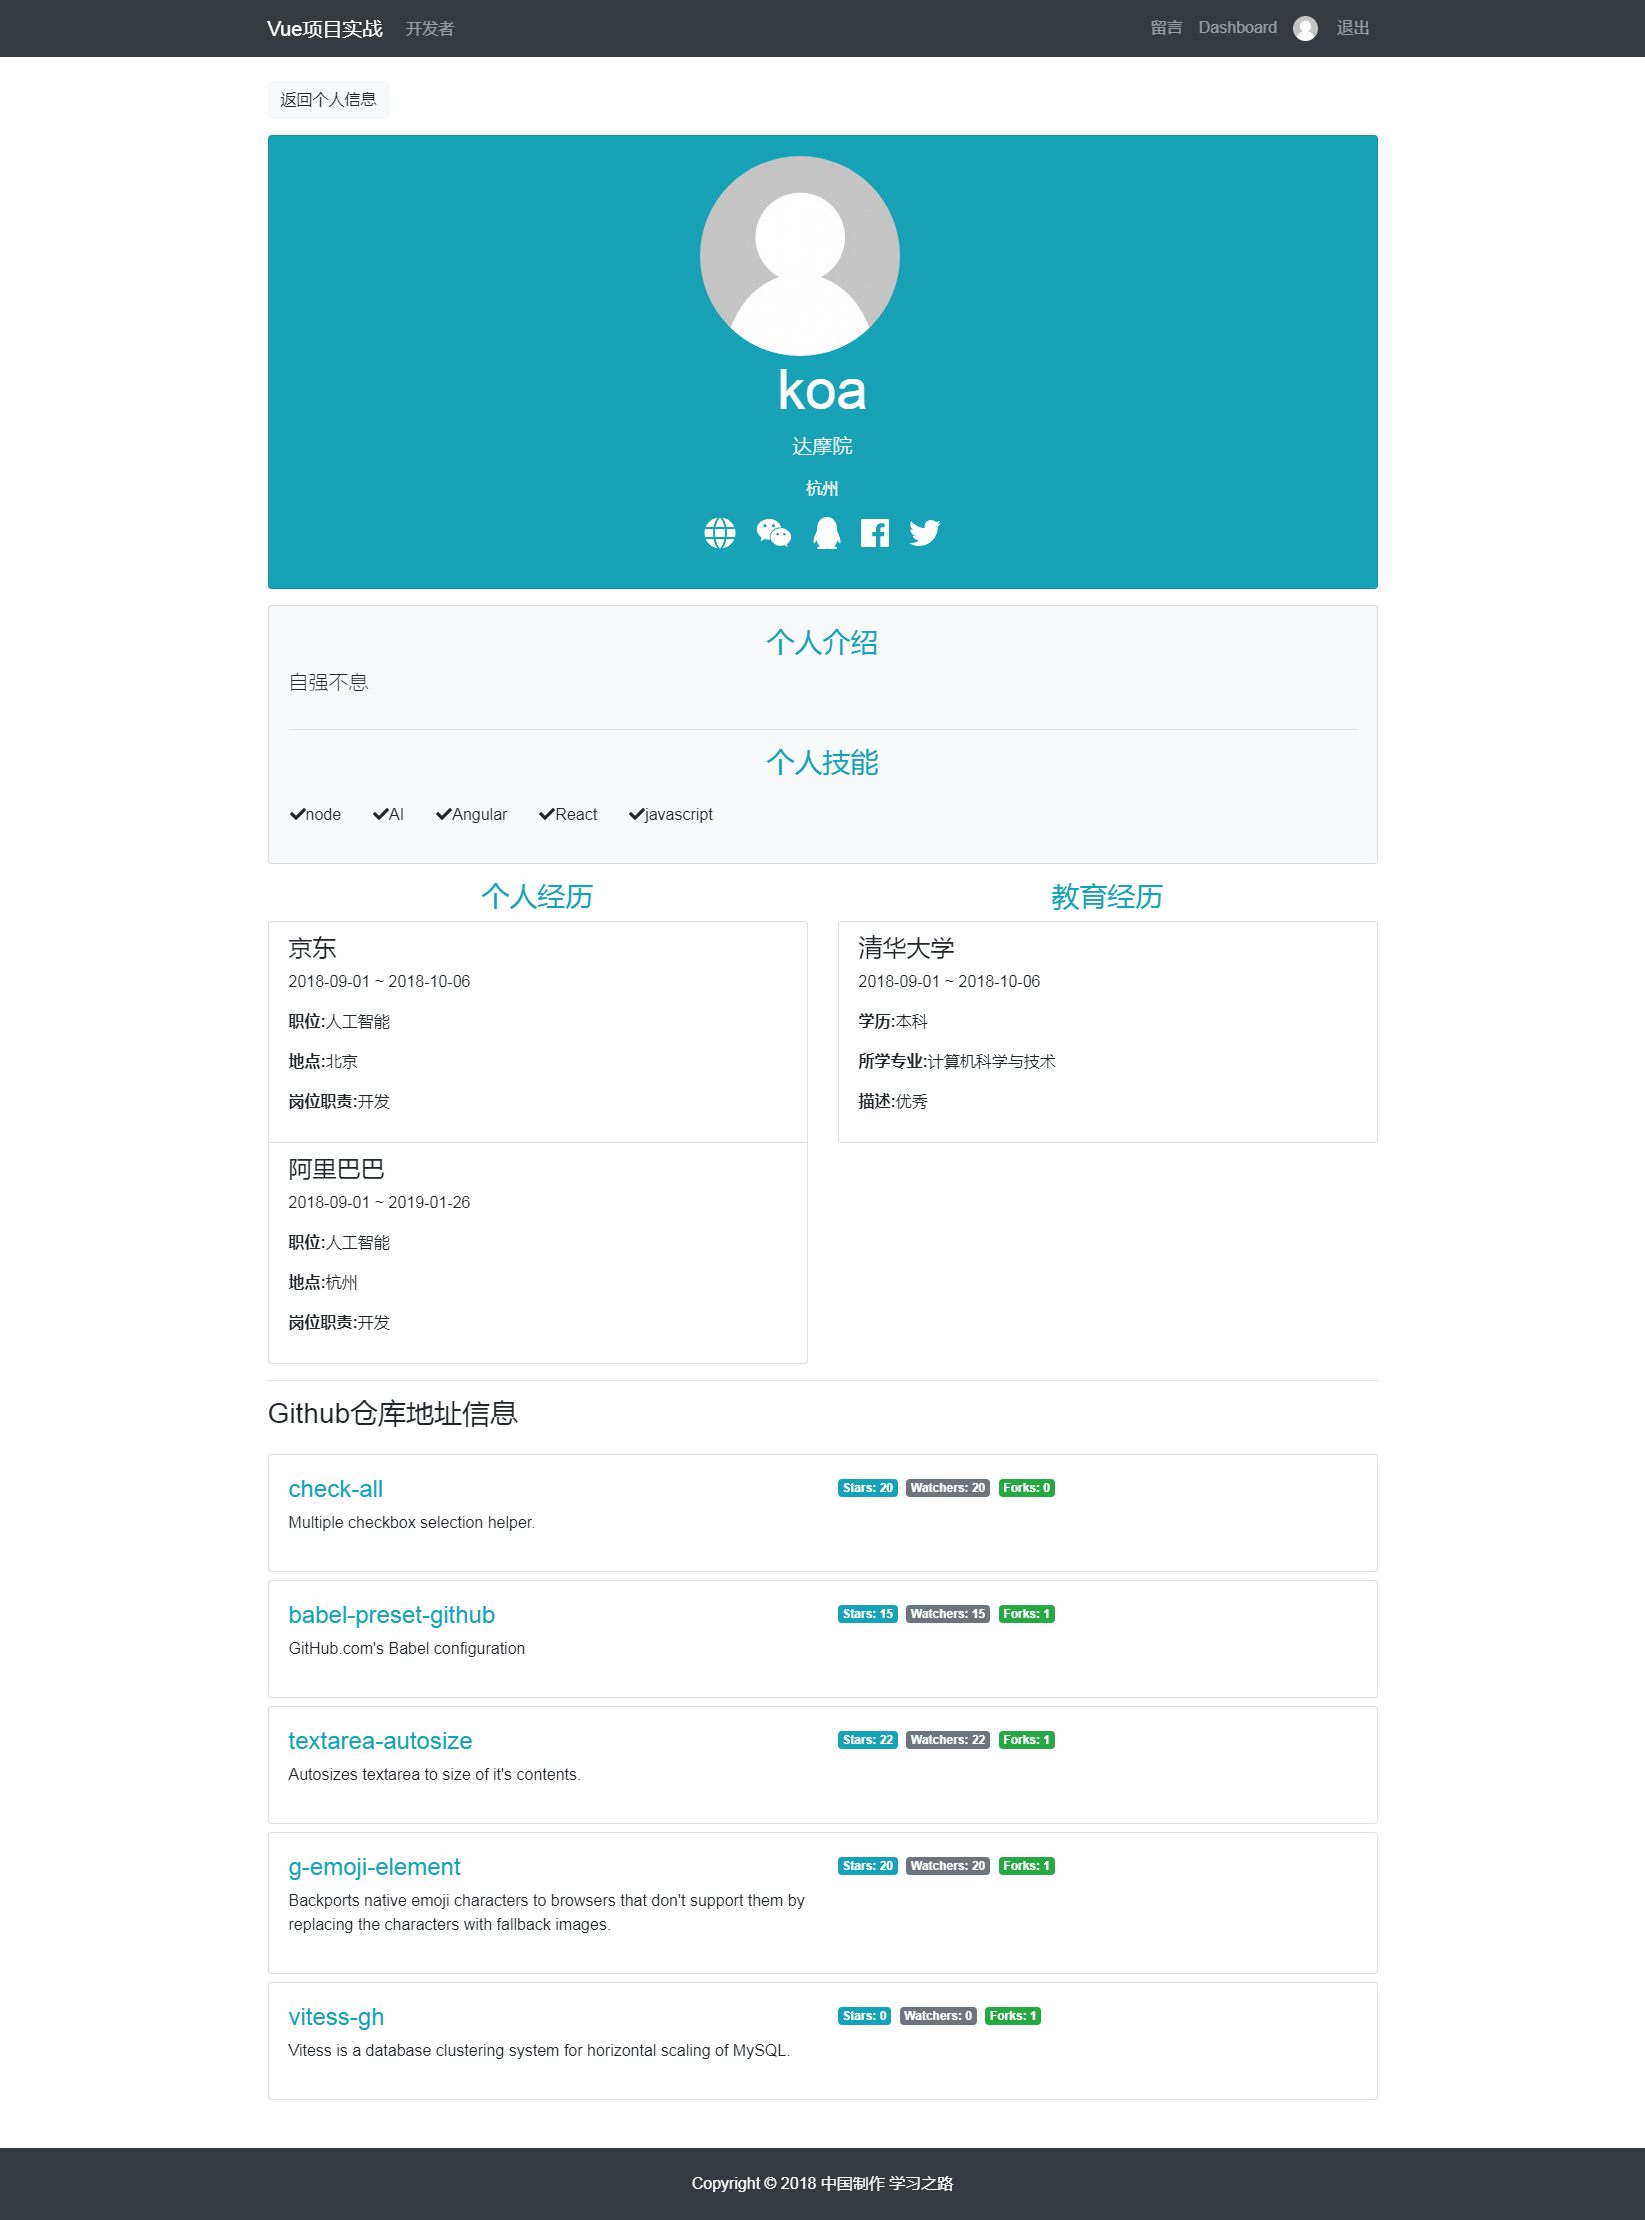 Vue项目实战 开发者 留言 Dashboard 退出
返回个人信息
koa
达摩院
杭州
个人介绍
自强不息
个人技能
node AI Angular React javascript
个人经历
京东
2018-09-01 ~ 2018-10-06
职位:人工智能
地点:北京
岗位职责:开发
阿里巴巴
2018-09-01 ~ 2019-01-26
职位:人工智能
地点:杭州
岗位职责:开发
教育经历
清华大学
2018-09-01 ~ 2018-10-06
学历:本科
所学专业:计算机科学与技术
描述:优秀
Github仓库地址信息
check-all
Stars: 20 Watchers: 20 Forks: 0
Multiple checkbox selection helper.
babel-preset-github
Stars: 15 Watchers: 15 Forks: 1
GitHub.com's Babel configuration
textarea-autosize
Stars: 22 Watchers: 22 Forks: 1
Autosizes textarea to size of it's contents.
g-emoji-element
Stars: 20 Watchers: 20 Forks: 1
Backports native emoji characters to browsers that don't support them by
replacing the characters with fallback images.
vitess-gh
Stars: 0 Watchers: 0 Forks: 1
Vitess is a database clustering system for horizontal scaling of MySQL.
Copyright © 2018 中国制作 学习之路